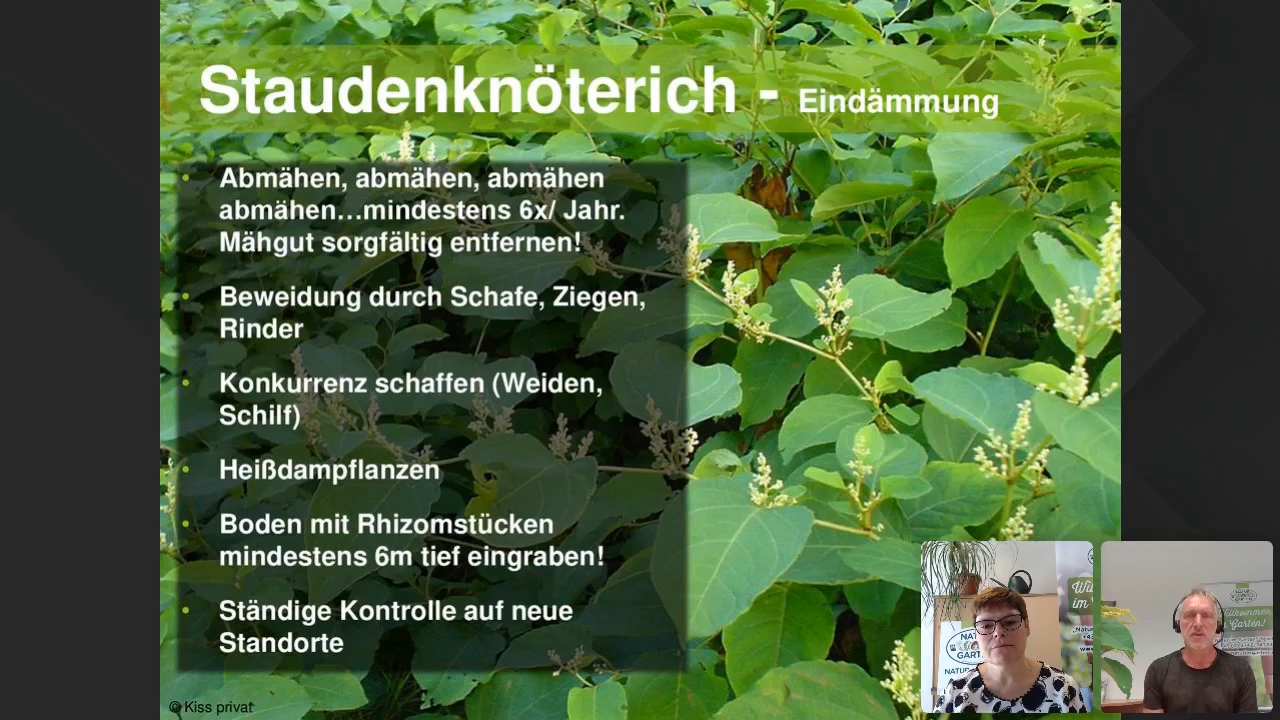 Staudenknöterich - Eindämmung
Abmähen, abmähen, abmähen
abmähen…mindestens 6x/ Jahr.
Mähgut sorgfältig entfernen!
Beweidung durch Schafe, Ziegen,
Rinder
Konkurrenz schaffen (Weiden,
Schilf)
Heißdampflanzen
Boden mit Rhizomstücken
mindestens 6m tief eingraben!
Ständige Kontrolle auf neue
Standorte
© Kiss privat